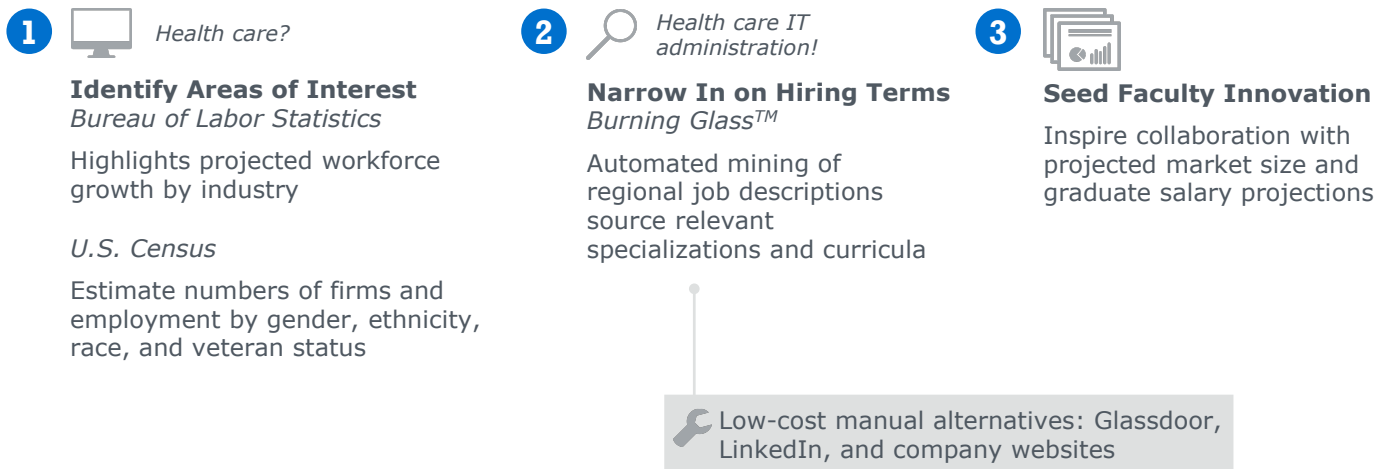 1
Health care?
Identify Areas of Interest
Bureau of Labor Statistics
Highlights projected workforce
growth by industry
U.S. Census
Estimate numbers of firms and
employment by gender, ethnicity,
race, and veteran status
2
Health care IT
administration!
Narrow In on Hiring Terms
Burning Glass™
Automated mining of
regional job descriptions
source relevant
specializations and curricula
Low-cost manual alternatives: Glassdoor,
LinkedIn, and company websites
3
Seed Faculty Innovation
Inspire collaboration with
projected market size and
graduate salary projections